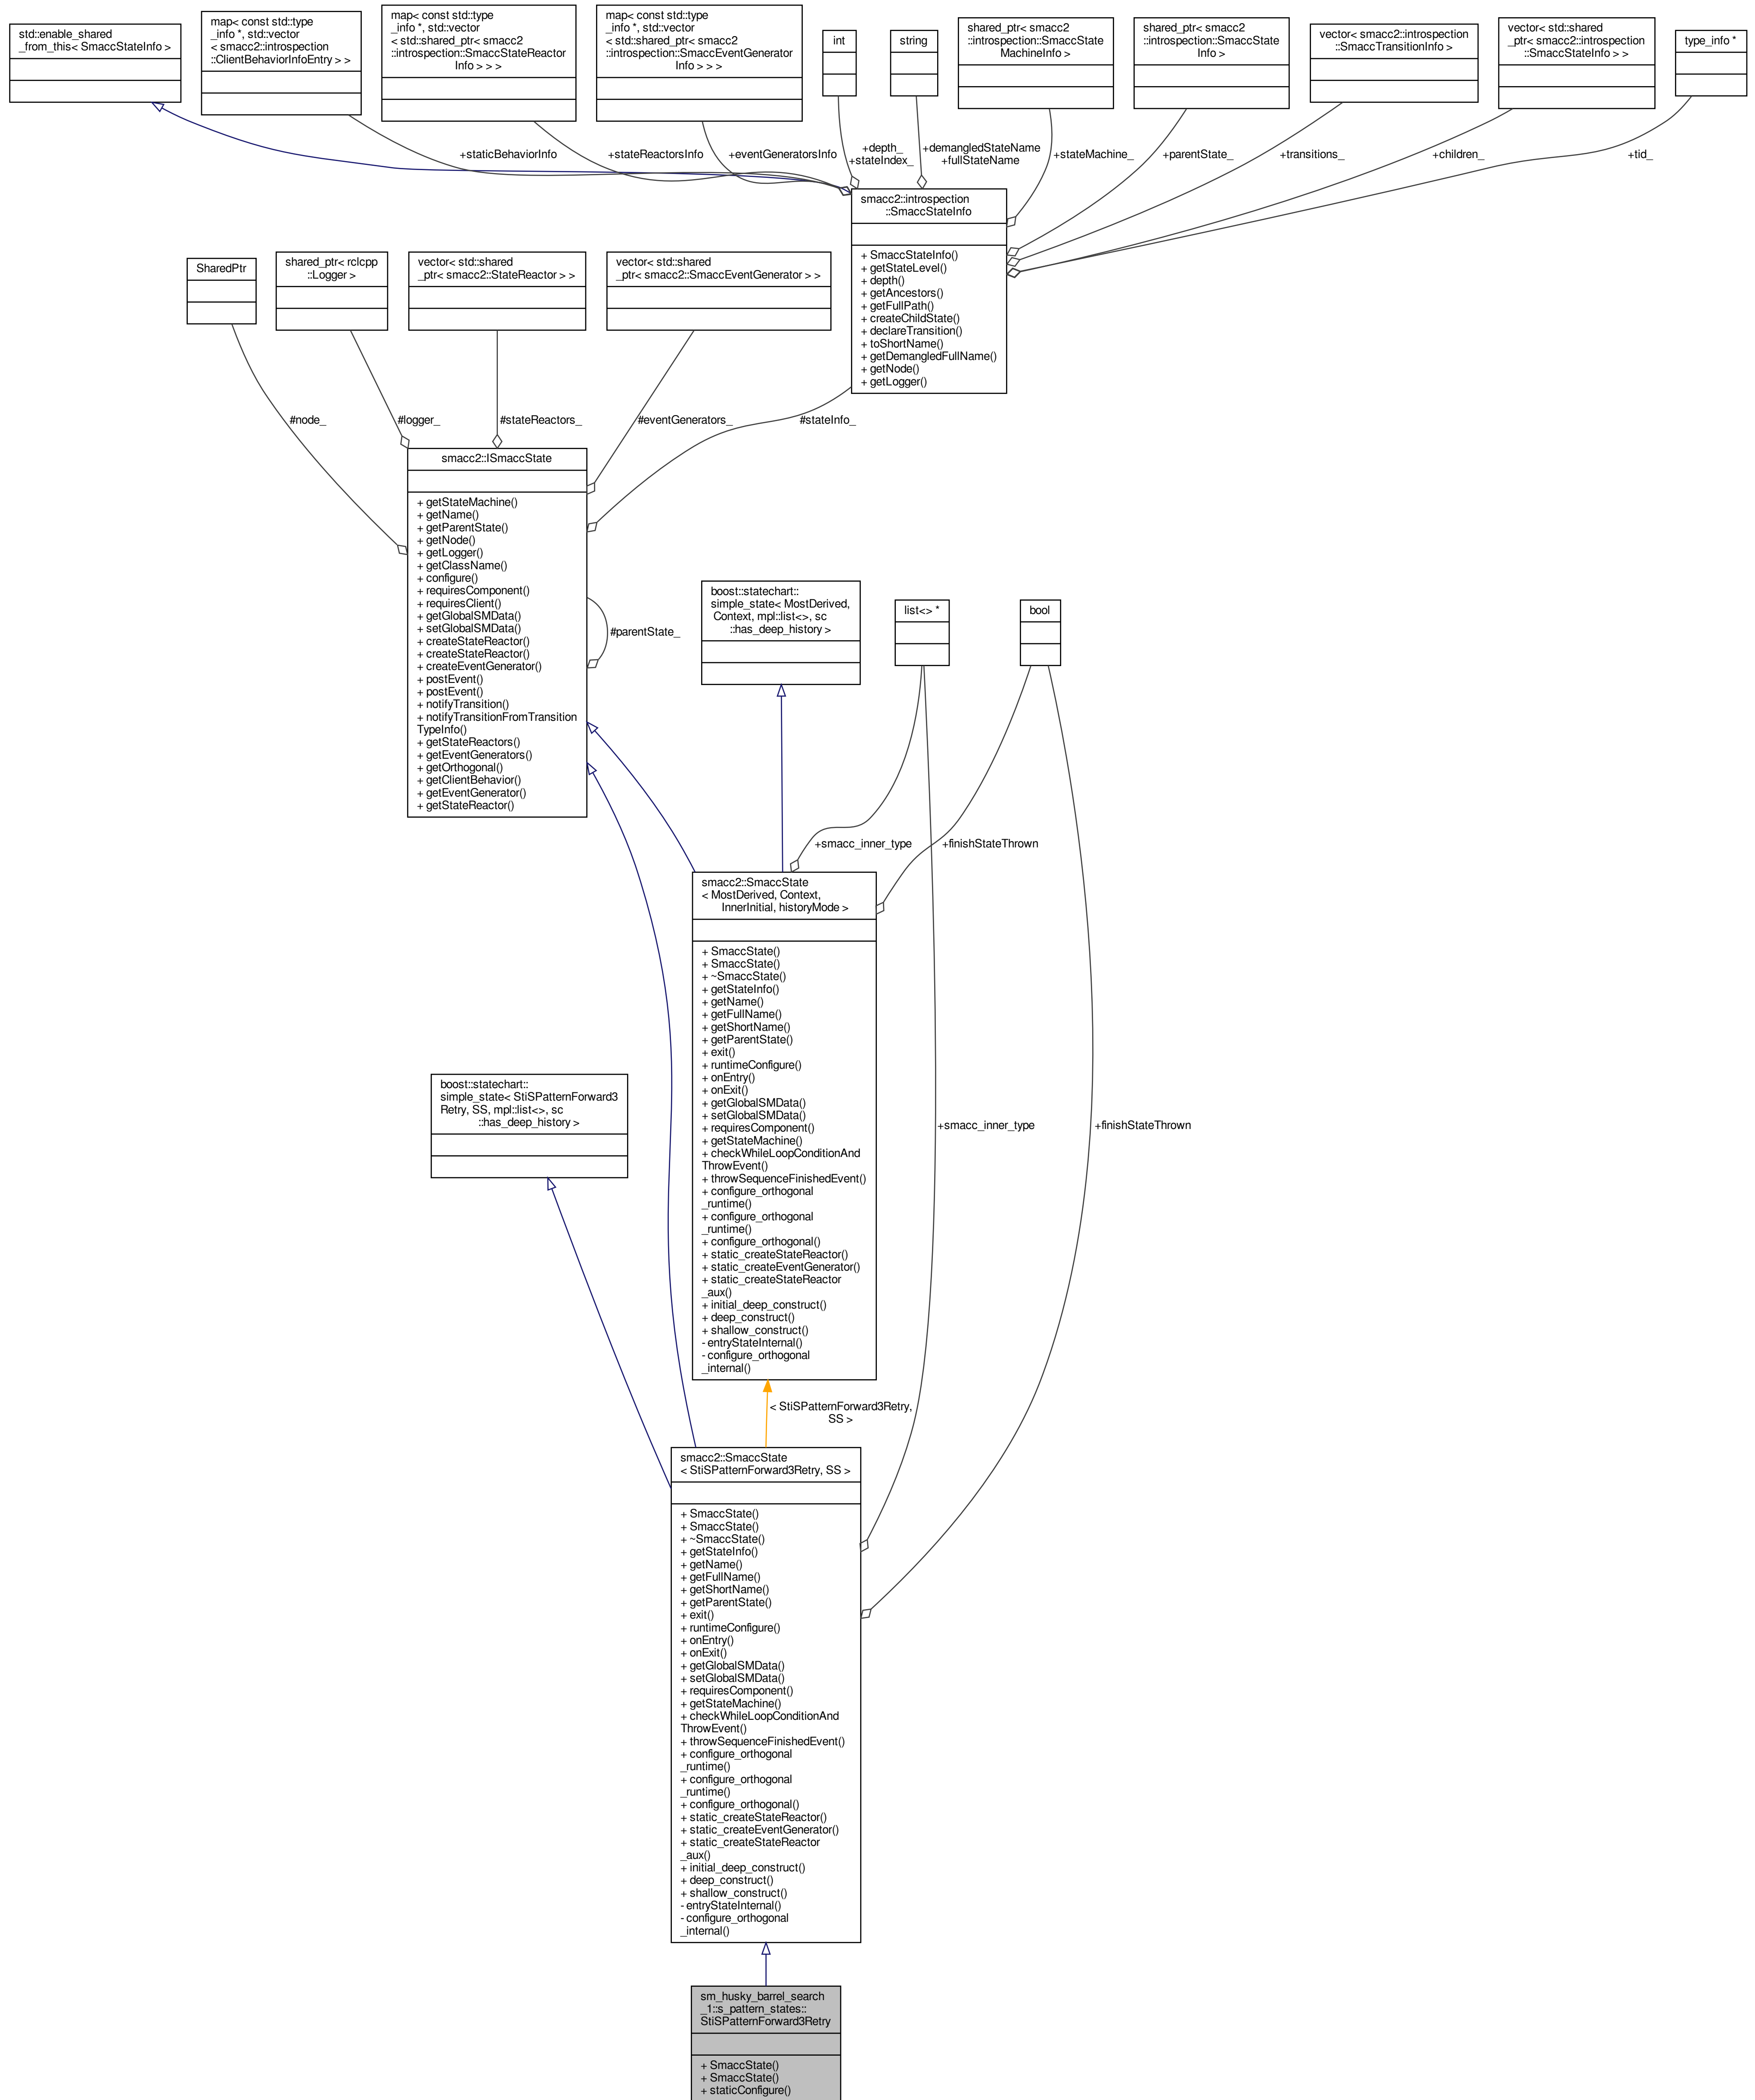 std::enable_shared
_from_this< SmaccStateInfo >
map< const std::type
_info *, std::vector
< smacc2::introspection
::ClientBehaviorInfoEntry > >
map< const std::type
_info *, std::vector
< std::shared_ptr< smacc2
::introspection::SmaccStateReactor
Info > > >
map< const std::type
_info *, std::vector
< std::shared_ptr< smacc2
::introspection::SmaccEventGenerator
Info > > >
int
string
shared_ptr< smacc2
::introspection::SmaccState
MachineInfo >
shared_ptr< smacc2
::introspection::SmaccState
Info >
vector< smacc2::introspection
::SmaccTransitionInfo >
vector< std::shared
_ptr< smacc2::introspection
::SmaccStateInfo > >
type_info *
+staticBehaviorInfo
+stateReactorsInfo
+eventGeneratorsInfo
+depth_
+stateIndex_
+demangledStateName
+fullStateName
+stateMachine_
+parentState_
+transitions_
+children_
+tid_
smacc2::introspection
::SmaccStateInfo
+ SmaccStateInfo()
+ getStateLevel()
+ depth()
+ getAncestors()
+ getFullPath()
+ createChildState()
+ declareTransition()
+ toShortName()
+ getDemangledFullName()
+ getNode()
+ getLogger()
SharedPtr
shared_ptr< rclcpp
::Logger >
vector< std::shared
_ptr< smacc2::StateReactor > >
vector< std::shared
_ptr< smacc2::SmaccEventGenerator > >
#node_
#logger_
#stateReactors_
#eventGenerators_
#stateInfo_
smacc2::ISmaccState
+ getStateMachine()
+ getName()
+ getParentState()
+ getNode()
+ getLogger()
+ getClassName()
+ configure()
+ requiresComponent()
+ requiresClient()
+ getGlobalSMData()
+ setGlobalSMData()
+ createStateReactor()
+ createStateReactor()
+ createEventGenerator()
+ postEvent()
+ postEvent()
+ notifyTransition()
+ notifyTransitionFromTransition
TypeInfo()
+ getStateReactors()
+ getEventGenerators()
+ getOrthogonal()
+ getClientBehavior()
+ getEventGenerator()
+ getStateReactor()
#parentState_
boost::statechart::
simple_state< MostDerived,
Context, mpl::list<>, sc
::has_deep_history >
list<> *
bool
+smacc_inner_type
+finishStateThrown
smacc2::SmaccState
< MostDerived, Context,
InnerInitial, historyMode >
+ SmaccState()
+ SmaccState()
+ ~SmaccState()
+ getStateInfo()
+ getName()
+ getFullName()
+ getShortName()
+ getParentState()
+ exit()
+ runtimeConfigure()
+ onEntry()
+ onExit()
+ getGlobalSMData()
+ setGlobalSMData()
+ requiresComponent()
+ getStateMachine()
+ checkWhileLoopConditionAnd
ThrowEvent()
+ throwSequenceFinishedEvent()
+ configure_orthogonal
_runtime()
+ configure_orthogonal
_runtime()
+ configure_orthogonal()
+ static_createStateReactor()
+ static_createEventGenerator()
+ static_createStateReactor
_aux()
+ initial_deep_construct()
+ deep_construct()
+ shallow_construct()
- entryStateInternal()
- configure_orthogonal
_internal()
boost::statechart::
simple_state< StiSPatternForward3
Retry, SS, mpl::list<>, sc
::has_deep_history >
+smacc_inner_type
+finishStateThrown
< StiSPatternForward3Retry,
SS >
smacc2::SmaccState
< StiSPatternForward3Retry, SS >
+ SmaccState()
+ SmaccState()
+ ~SmaccState()
+ getStateInfo()
+ getName()
+ getFullName()
+ getShortName()
+ getParentState()
+ exit()
+ runtimeConfigure()
+ onEntry()
+ onExit()
+ getGlobalSMData()
+ setGlobalSMData()
+ requiresComponent()
+ getStateMachine()
+ checkWhileLoopConditionAnd
ThrowEvent()
+ throwSequenceFinishedEvent()
+ configure_orthogonal
_runtime()
+ configure_orthogonal
_runtime()
+ configure_orthogonal()
+ static_createStateReactor()
+ static_createEventGenerator()
+ static_createStateReactor
_aux()
+ initial_deep_construct()
+ deep_construct()
+ shallow_construct()
- entryStateInternal()
- configure_orthogonal
_internal()
sm_husky_barrel_search
_1::s_pattern_states::
StiSPatternForward3Retry
+ SmaccState()
+ SmaccState()
+ staticConfigure()